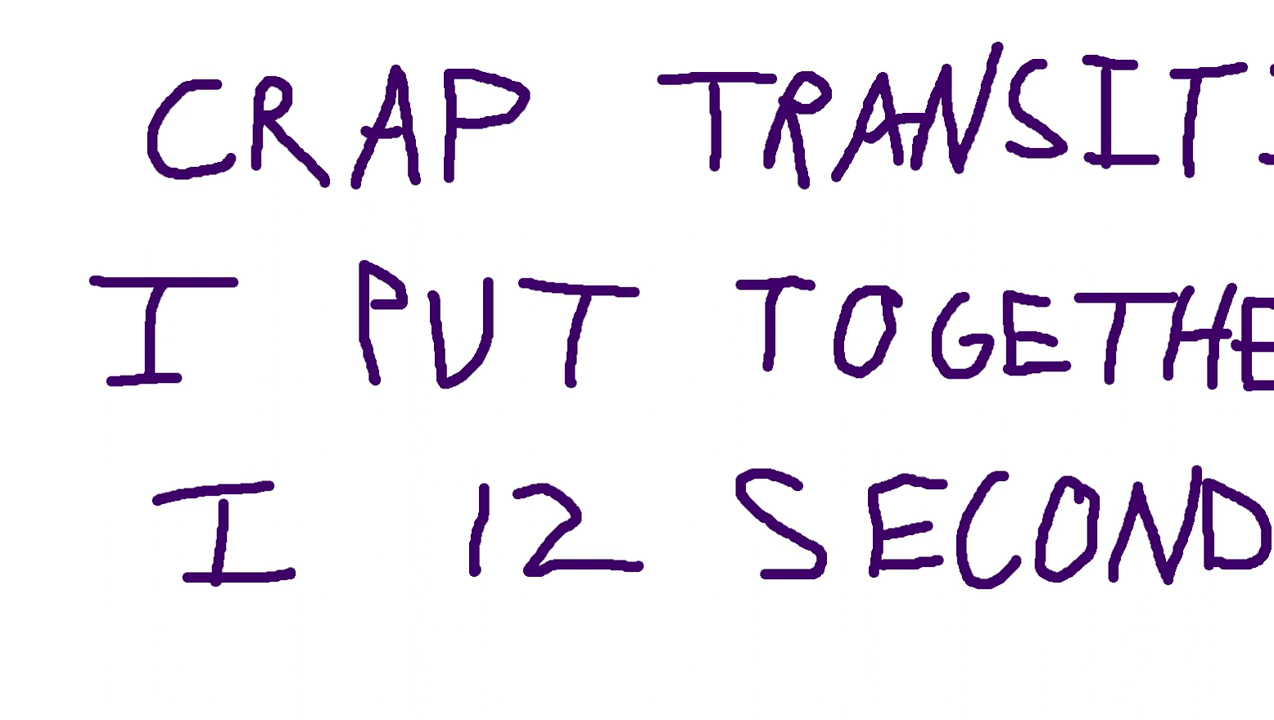 CRAP TRANSITI
I PUT TOGETHE
I 12 SECOND